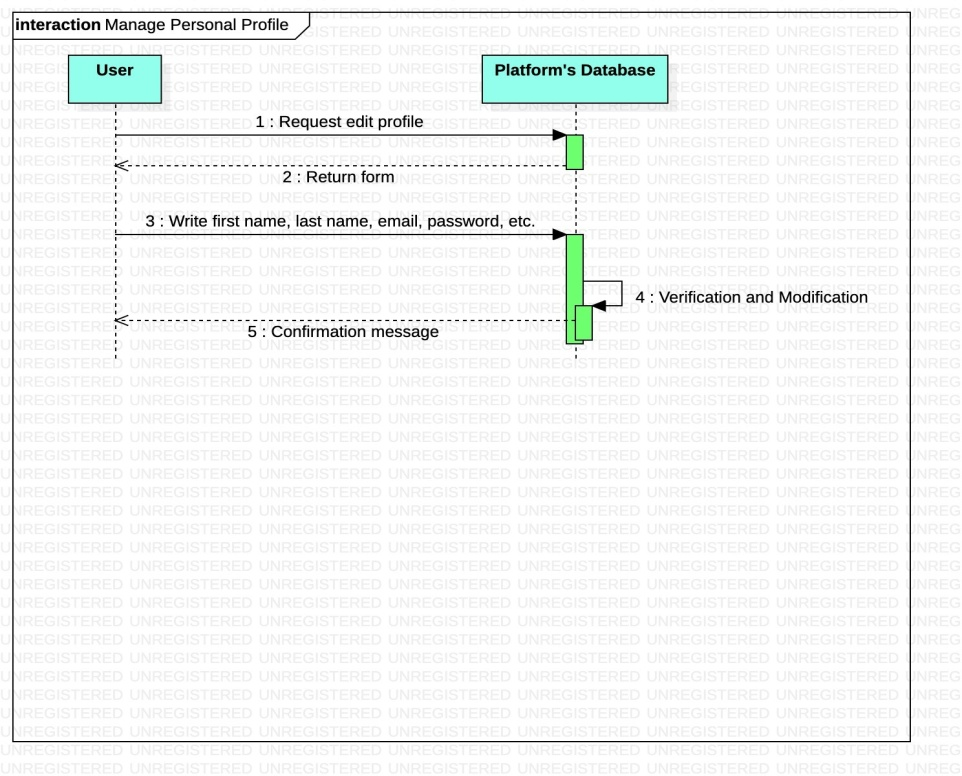 interaction Manage Personal Profile
User
Platform's Database
1 : Request edit profile
2 : Return form
3 : Write first name, last name, email, password, etc.
4 : Verification and Modification
5 : Confirmation message
UNREGISTERED